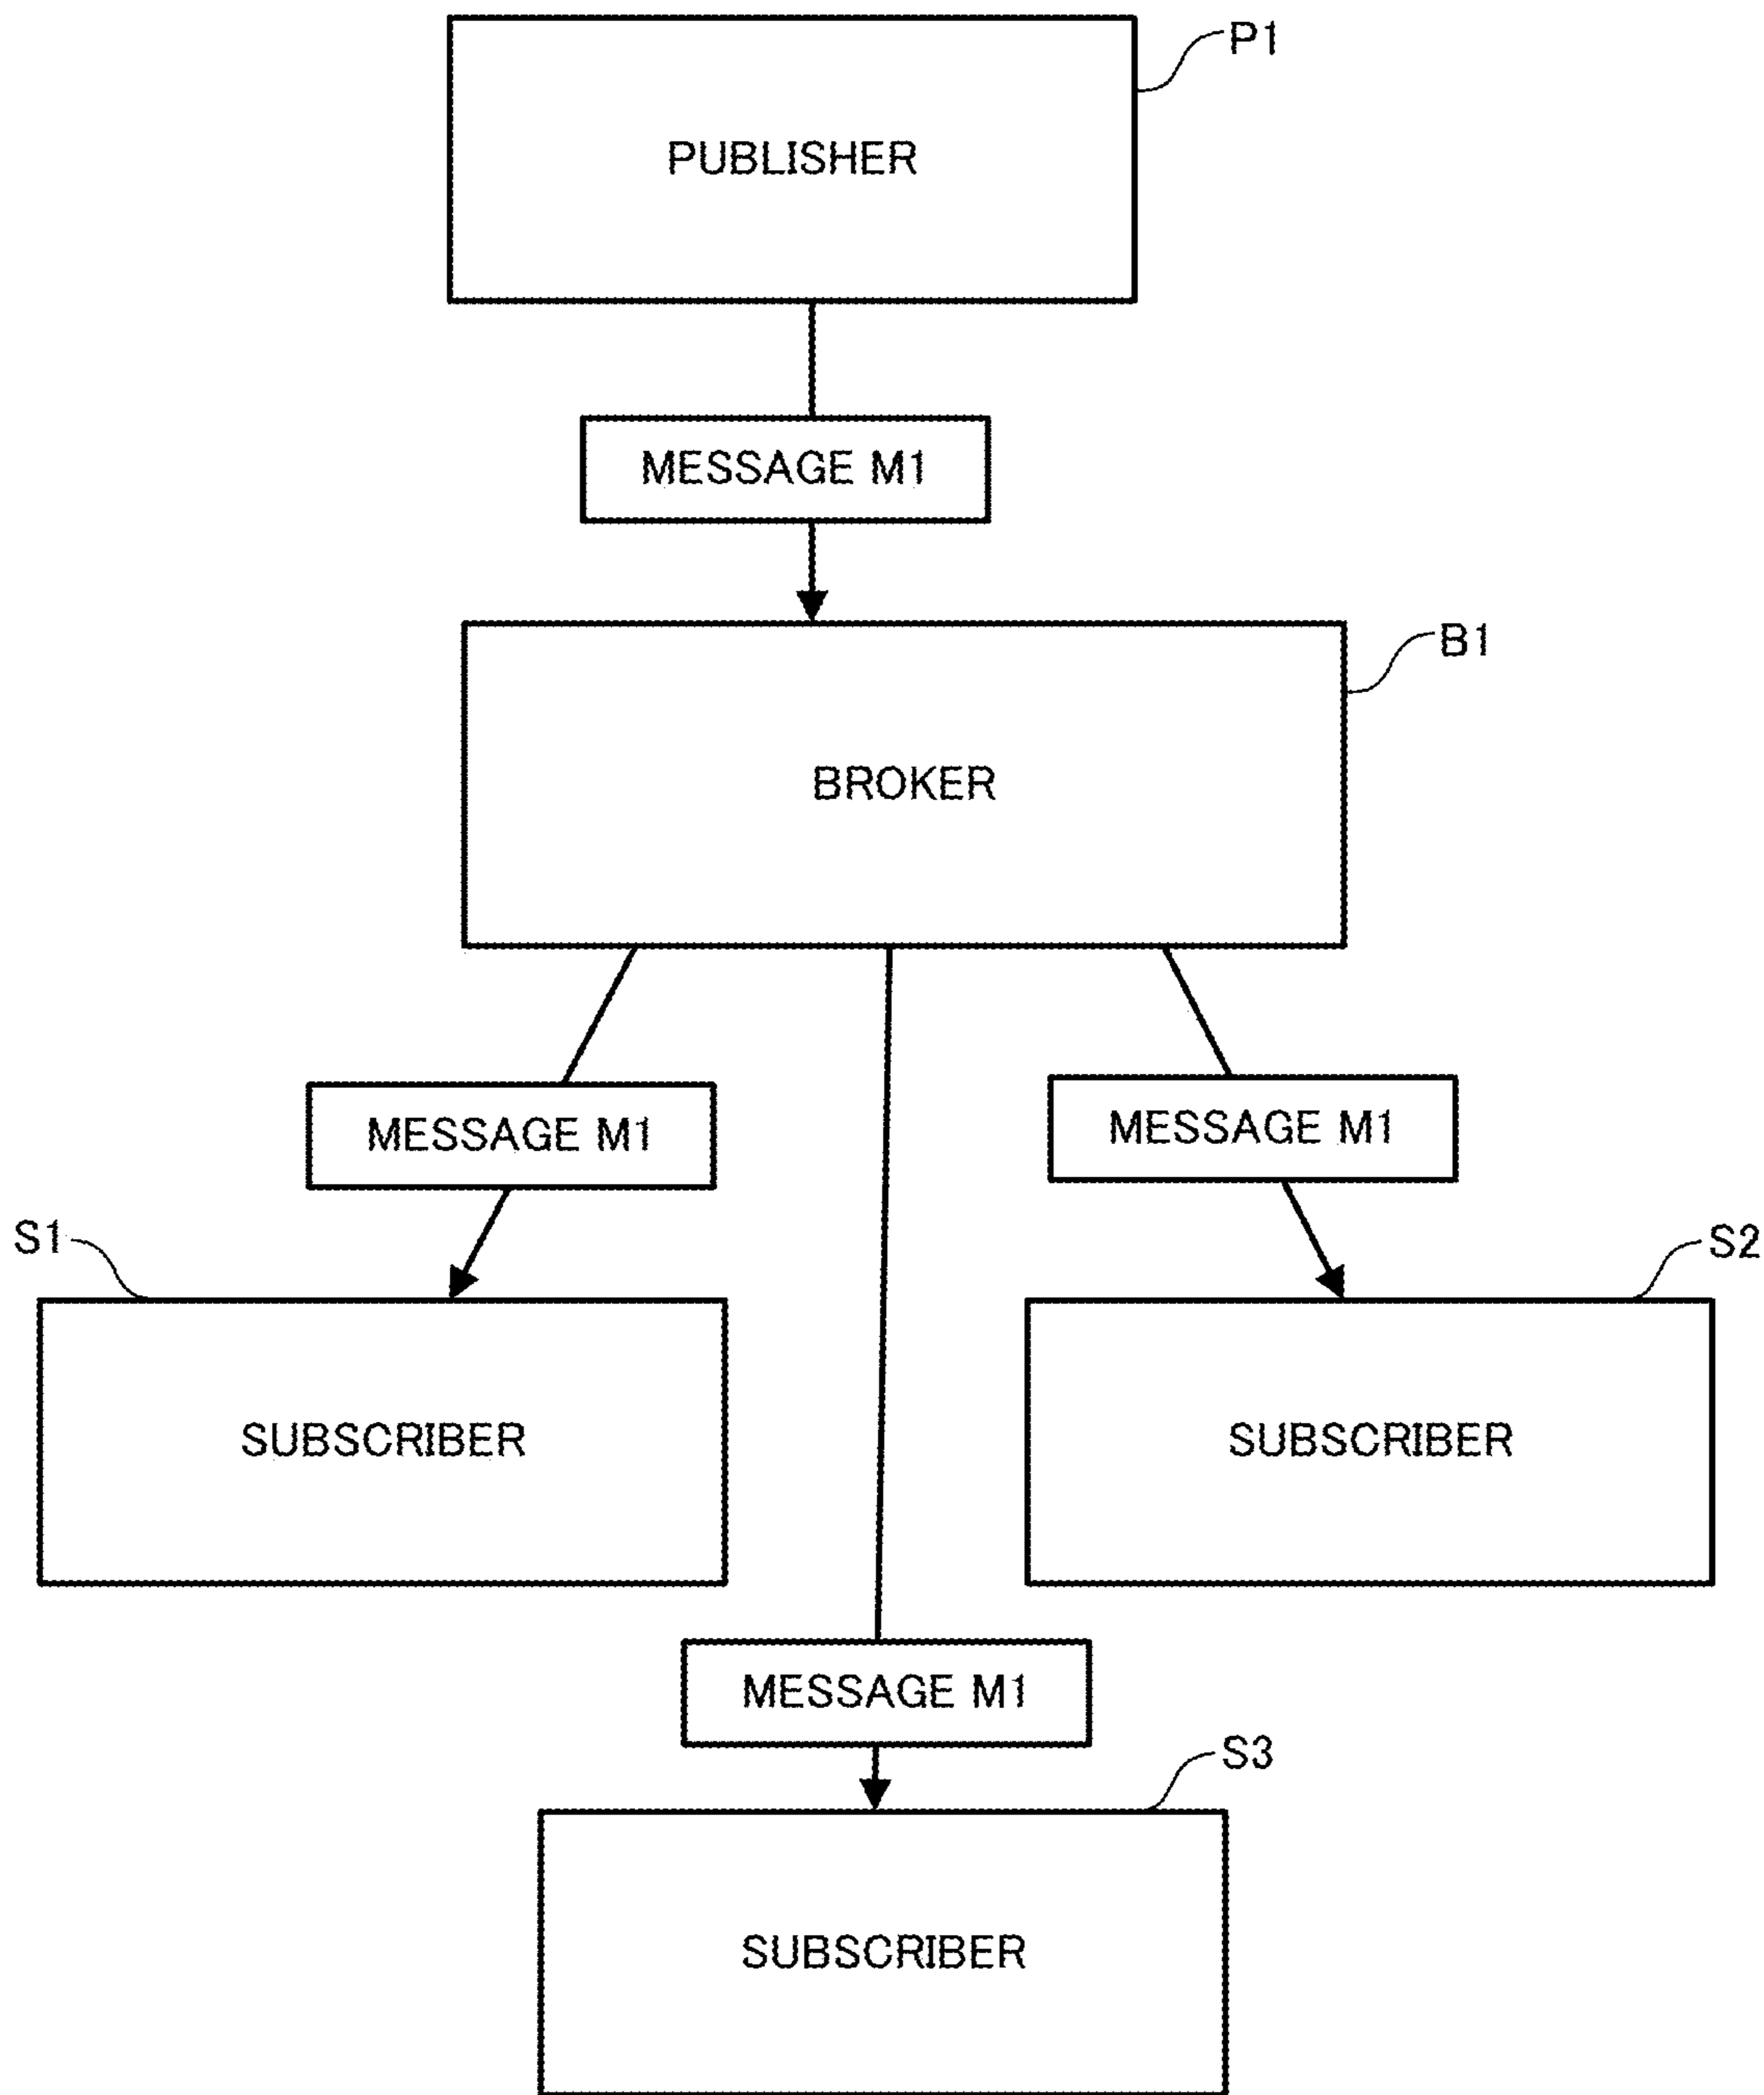 P1
PUBLISHER
MESSAGE M1
B1
BROKER
MESSAGE M1
MESSAGE M1
S1
S2
SUBSCRIBER
SUBSCRIBER
MESSAGE M1
S3
SUBSCRIBER